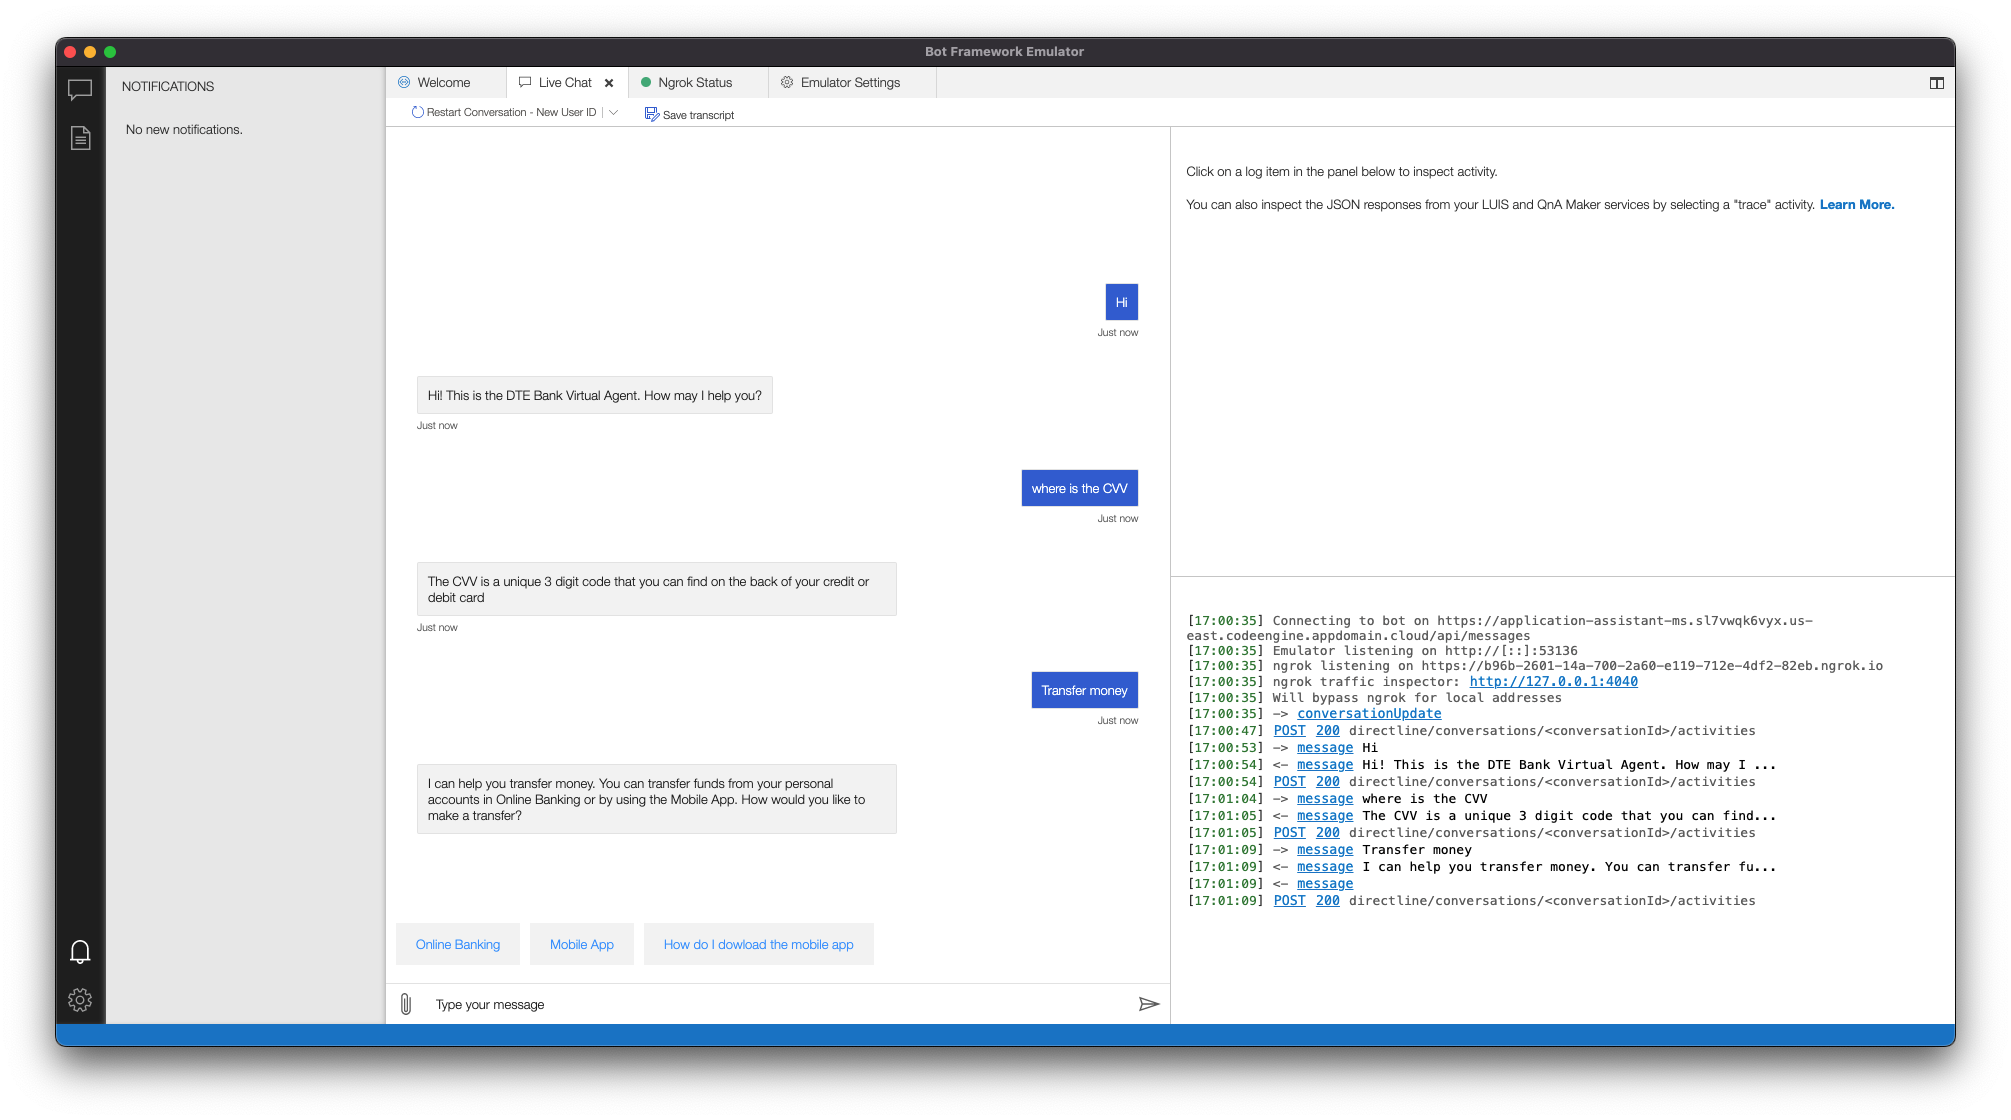 Bot Framework Emulator
NOTIFICATIONS
No new notifications.
Welcome
Live Chat
Ngrok Status
Emulator Settings
Restart Conversation - New User ID
Save transcript
Hi
Just now
Hi! This is the DTE Bank Virtual Agent. How may I help you?
Just now
where is the CVV
Just now
The CVV is a unique 3 digit code that you can find on the back of your credit or
debit card
Just now
Transfer money
Just now
I can help you transfer money. You can transfer funds from your personal
accounts in Online Banking or by using the Mobile App. How would you like to
make a transfer?
Online Banking
Mobile App
How do I dowload the mobile app
Type your message
Click on a log item in the panel below to inspect activity.
You can also inspect the JSON responses from your LUIS and QnA Maker services by selecting a "trace" activity. Learn More.
[17:00:35] Connecting to bot on https://application-assistant-ms.sl7vwqk6vyx.us-
east.codeengine.appdomain.cloud/api/messages
[17:00:35] Emulator listening on http://[::]:53136
[17:00:35] ngrok listening on https://b96b-2601-14a-700-2a60-e119-712e-4df2-82eb.ngrok.io
[17:00:35] ngrok traffic inspector: http://127.0.0.1:4040
[17:00:35] Will bypass ngrok for local addresses
[17:00:35] -> conversationUpdate
[17:00:47] POST 200 directline/conversations/<conversationId>/activities
[17:00:53] -> message Hi
[17:00:54] <- message Hi! This is the DTE Bank Virtual Agent. How may I ...
[17:00:54] POST 200 directline/conversations/<conversationId>/activities
[17:01:04] -> message where is the CVV
[17:01:05] <- message The CVV is a unique 3 digit code that you can find...
[17:01:05] POST 200 directline/conversations/<conversationId>/activities
[17:01:09] -> message Transfer money
[17:01:09] <- message I can help you transfer money. You can transfer fu...
[17:01:09] <- message
[17:01:09] POST 200 directline/conversations/<conversationId>/activities